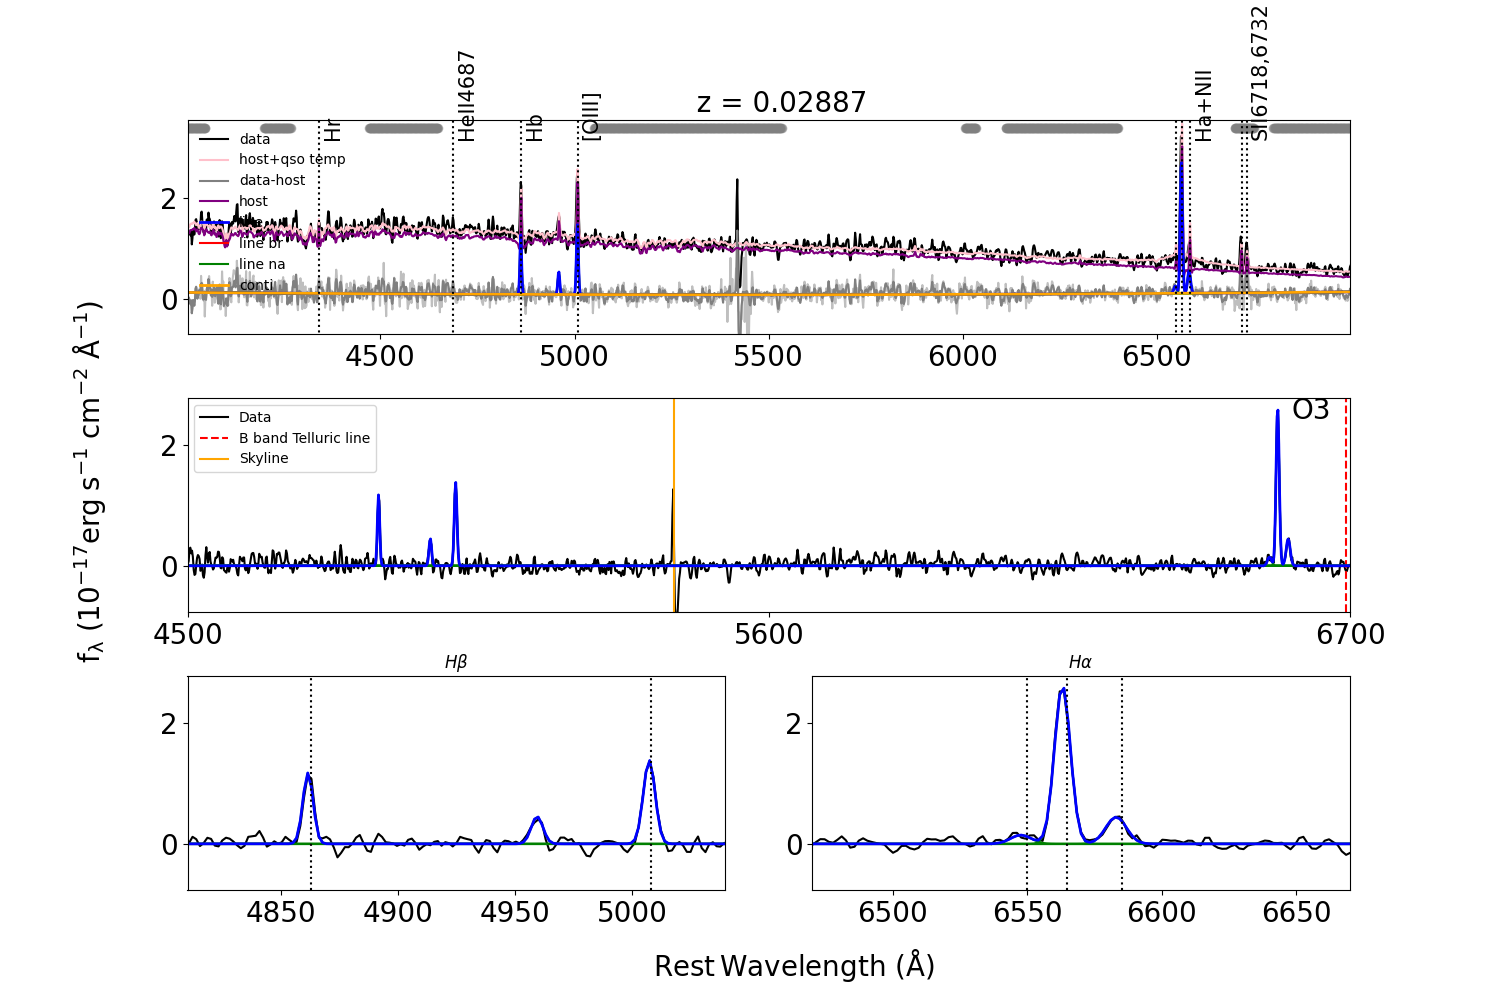 z = 0.02887
Hr
HeII4687
Hb
[OIII]
Ha+NII
SII6718,6732
data
host+qso temp
data-host
host
line br
line na
conti
2
0
4500 5000 5500 6000 6500
fλ (10−17erg s−1 cm−2 Å−1)
Data
B band Telluric line
Skyline
O3
2
0
4500 5600 6700
Hβ
2
0
4850 4900 4950 5000
Hα
2
0
6500 6550 6600 6650
Rest Wavelength (Å)